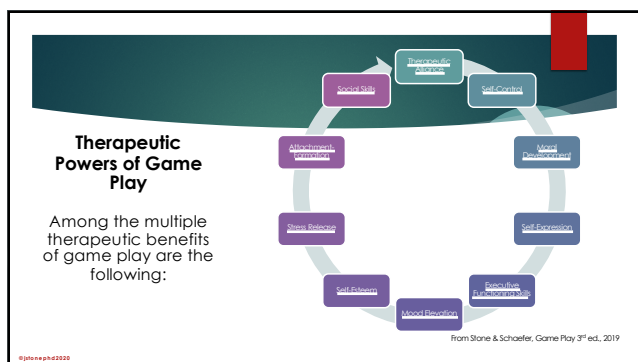 Therapeutic
Powers of Game
Play
Among the multiple
therapeutic benefits
of game play are the
following:
Therapeutic
Alliance
Self-Control
Moral
Development
Self-Expression
Executive
Functioning Skills
Mood Elevation
Self-Esteem
Stress Release
Attachment-
Formation
Social Skills
From Stone & Schaefer, Game Play 3rd ed., 2019
©jstonephd2020